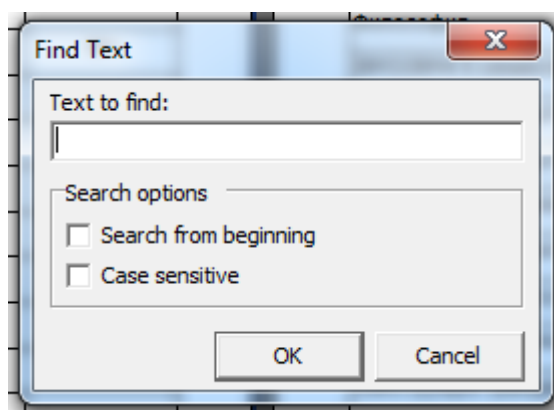 Find Text
Text to find:
Search options
Search from beginning
Case sensitive
OK
Cancel